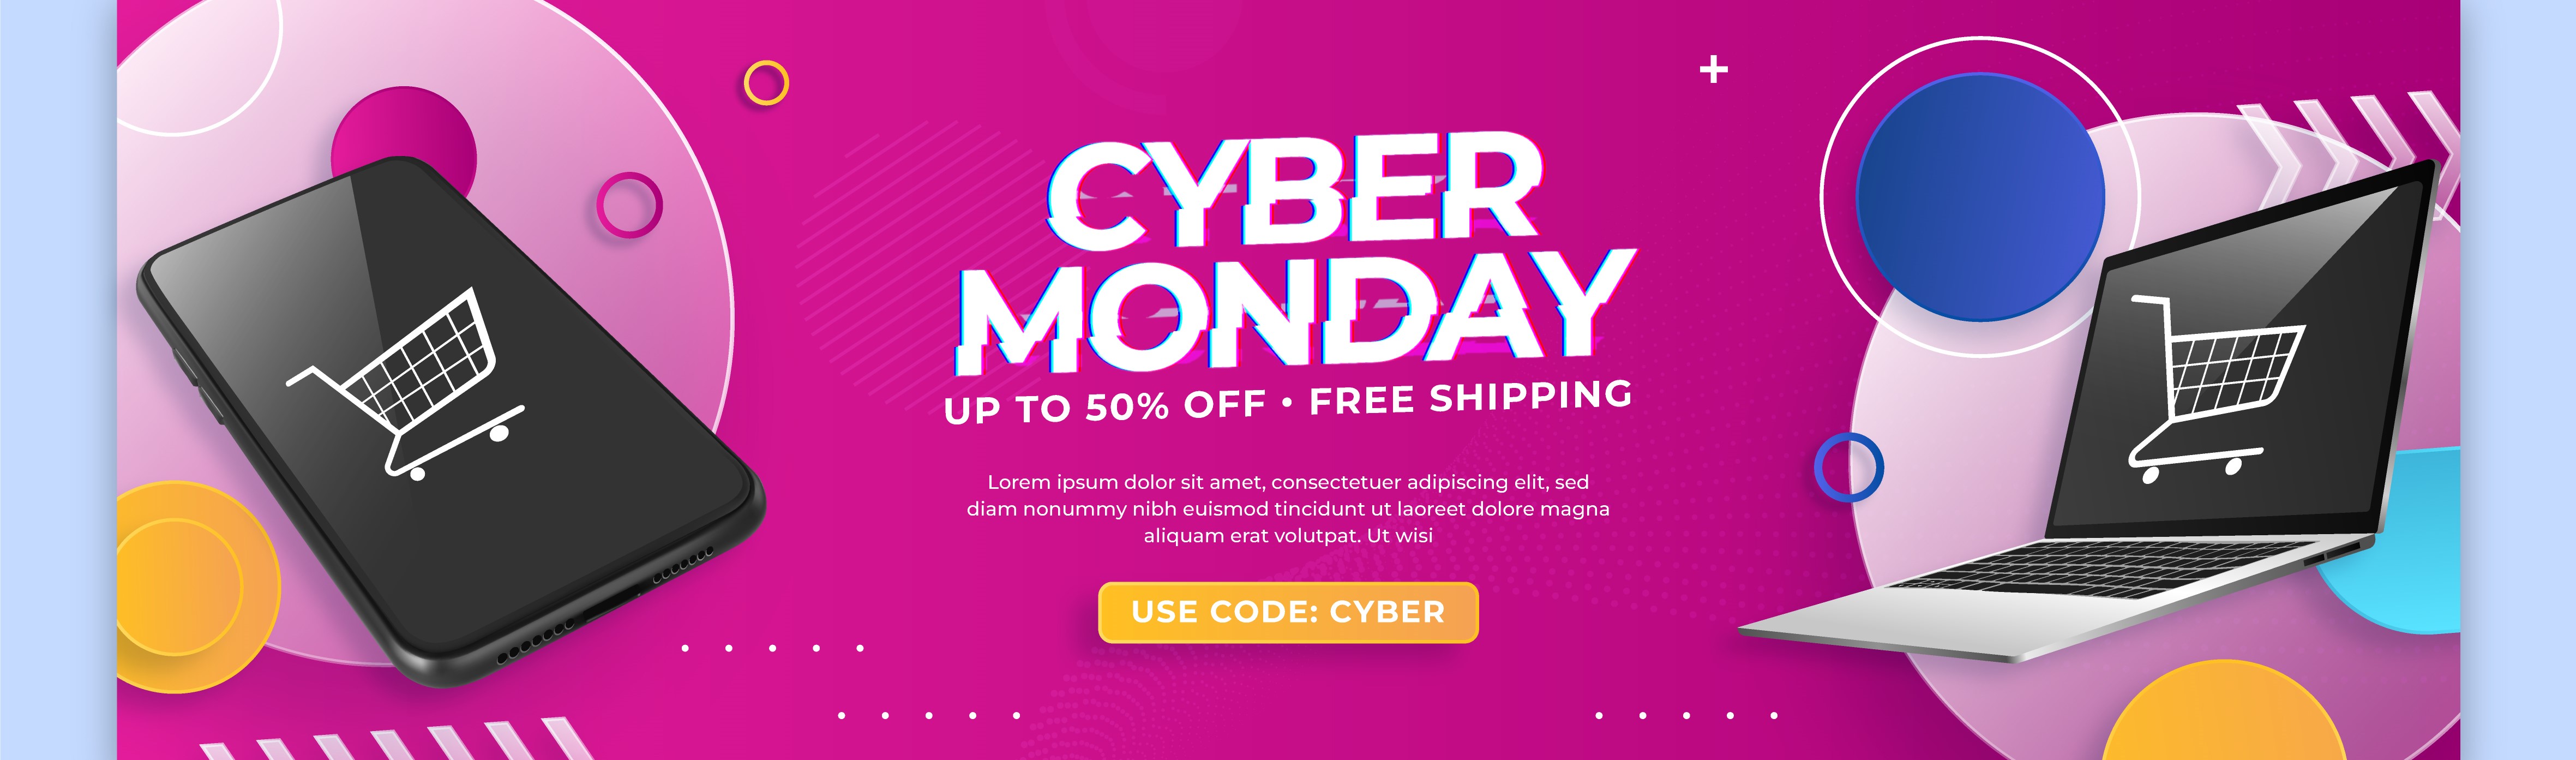 CYBER
MONDAY
UP TO 50% OFF • FREE SHIPPING
Lorem ipsum dolor sit amet, consectetuer adipiscing elit, sed
diam nonummy nibh euismod tincidunt ut laoreet dolore magna
aliquam erat volutpat. Ut wisi
USE CODE: CYBER